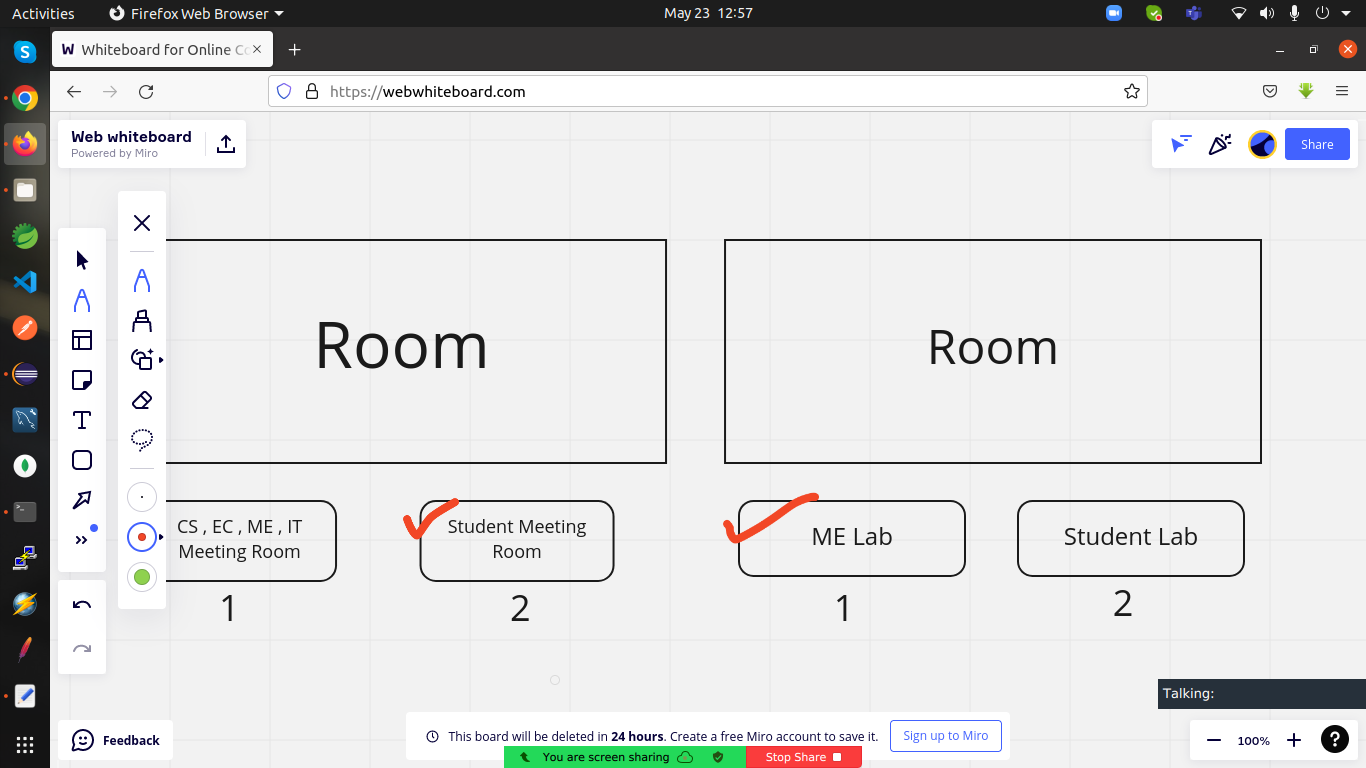 Activities
Firefox Web Browser
May 23 12:57
Whiteboard for Online Co
https://webwhiteboard.com
Web whiteboard
Powered by Miro
Share
Room
Room
CS , EC , ME , IT
Meeting Room
Student Meeting
Room
ME Lab
Student Lab
1
2
1
2
Talking:
Feedback
This board will be deleted in 24 hours. Create a free Miro account to save it.
Sign up to Miro
100%
You are screen sharing
Stop Share